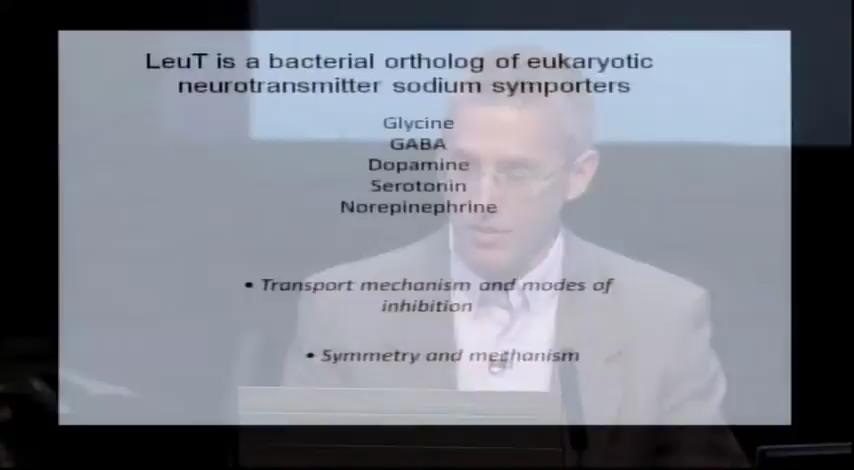 LeuT is a bacterial ortholog of eukaryotic
neurotransmitter sodium symporters
Glycine
GABA
Dopamine
Serotonin
Norepinephrine
• Transport mechanism and modes of
inhibition
• Symmetry and mechanism